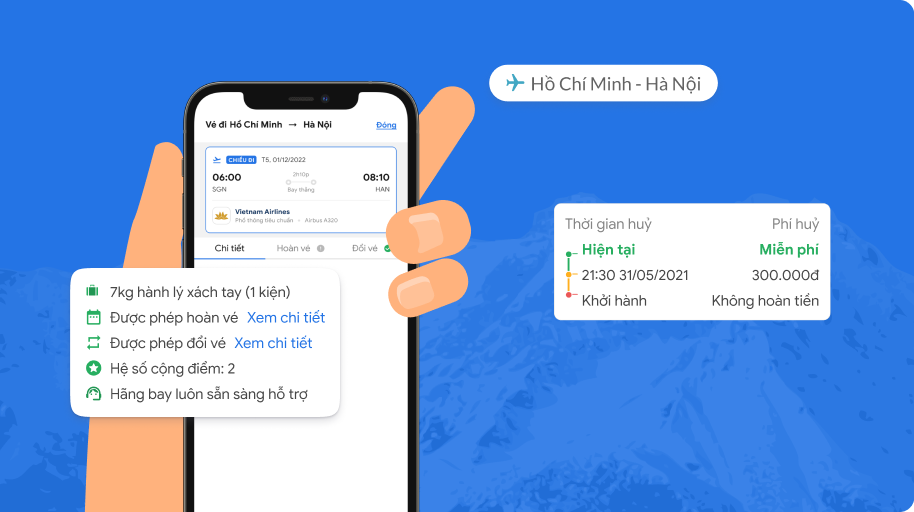 Hồ Chí Minh - Hà Nội
Vé đi Hồ Chí Minh → Hà Nội Đóng
CHIỀU ĐI T5, 01/12/2022
06:00 2h10p 08:10
SGN Bay thẳng HAN
Vietnam Airlines
Phổ thông tiêu chuẩn - Airbus A320
Chi tiết Hoàn vé Đổi vé
7kg hành lý xách tay (1 kiện)
Được phép hoàn vé Xem chi tiết
Được phép đổi vé Xem chi tiết
Hệ số cộng điểm: 2
Hãng bay luôn sẵn sàng hỗ trợ
Thời gian huỷ Phí huỷ
Hiện tại Miễn phí
21:30 31/05/2021 300.000đ
Khởi hành Không hoàn tiền